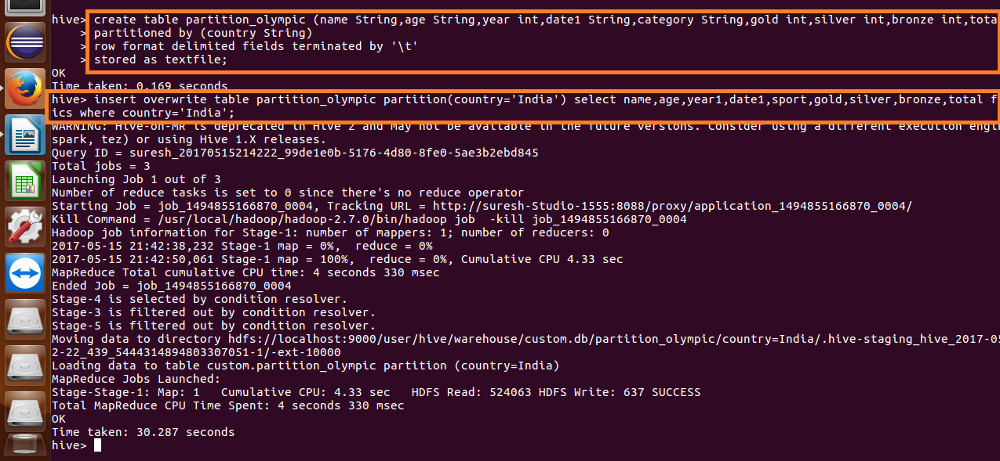 hive> create table partition_olympic (name String,age String,year int,date1 String,category String,gold int,silver int,bronze int,tota
> partitioned by (country String)
> row format delimited fields terminated by '\t'
> stored as textfile;
OK
Time taken: 0.169 seconds
hive> insert overwrite table partition_olympic partition(country='India') select name,age,year1,date1,sport,gold,silver,bronze,total f
ics where country='India';
WARNING: Hive-on-MR is deprecated in Hive 2 and may not be available in the future versions. Consider using a different execution engi
spark, tez) or using Hive 1.X releases.
Query ID = suresh_20170515214222_99de1e0b-5176-4d80-8fe0-5ae3b2ebd845
Total jobs = 3
Launching Job 1 out of 3
Number of reduce tasks is set to 0 since there's no reduce operator
Starting Job = job_1494855166870_0004, Tracking URL = http://suresh-Studio-1555:8088/proxy/application_1494855166870_0004/
Kill Command = /usr/local/hadoop/hadoop-2.7.0/bin/hadoop job  -kill job_1494855166870_0004
Hadoop job information for Stage-1: number of mappers: 1; number of reducers: 0
2017-05-15 21:42:38,232 Stage-1 map = 0%,  reduce = 0%
2017-05-15 21:42:50,061 Stage-1 map = 100%,  reduce = 0%, Cumulative CPU 4.33 sec
MapReduce Total cumulative CPU time: 4 seconds 330 msec
Ended Job = job_1494855166870_0004
Stage-4 is selected by condition resolver.
Stage-3 is filtered out by condition resolver.
Stage-5 is filtered out by condition resolver.
Moving data to directory hdfs://localhost:9000/user/hive/warehouse/custom.db/partition_olympic/country=India/.hive-staging_hive_2017-05
2-22_439_5444314894803307051-1/-ext-10000
Loading data to table custom.partition_olympic partition (country=India)
MapReduce Jobs Launched:
Stage-Stage-1: Map: 1   Cumulative CPU: 4.33 sec   HDFS Read: 524063 HDFS Write: 637 SUCCESS
Total MapReduce CPU Time Spent: 4 seconds 330 msec
OK
Time taken: 30.287 seconds
hive>